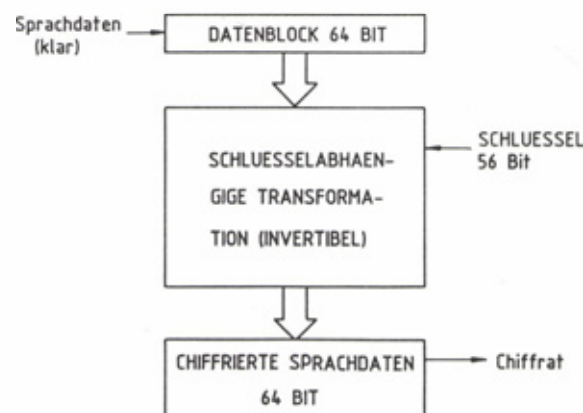 Sprachdaten
(klar)
DATENBLOCK 64 BIT
SCHLUESSELABHAEN-
GIGE TRANSFORMA-
TION (INVERTIBEL)
SCHLUESSEL
56 Bit
CHIFFRIERTE SPRACHDATEN
64 BIT
Chiffrat